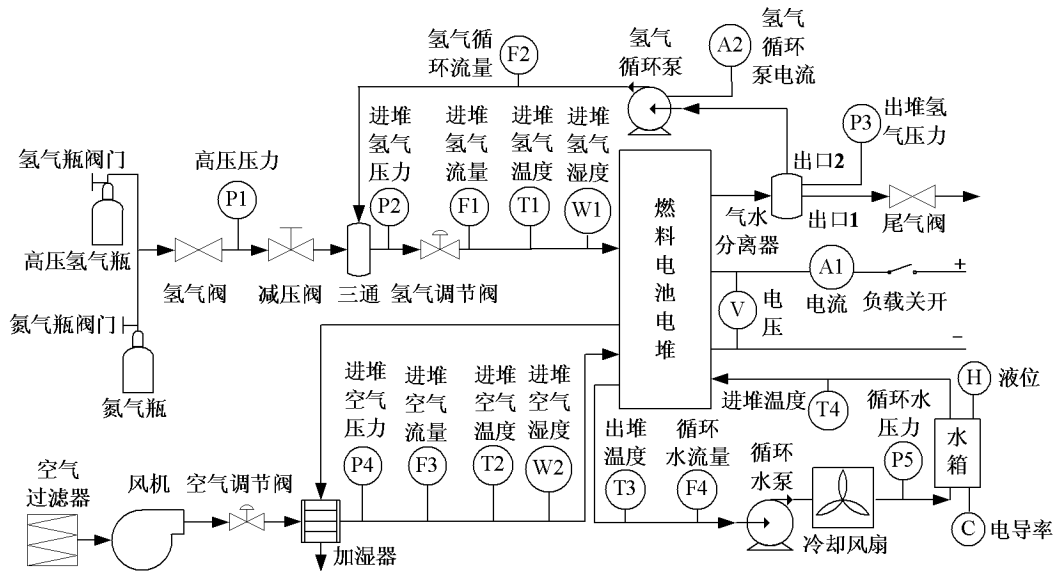 氢气循
环流量
F2
氢气
循环泵
A2
氢气
循环
泵电流
氢气瓶阀门
高压压力
P1
进堆
氢气
压力
P2
进堆
氢气
流量
F1
进堆
氢气
温度
T1
进堆
氢气
湿度
W1
出口2
P3
出堆氢
气压力
高压氢气瓶
氢气阀
减压阀
三通
氢气调节阀
燃
料
电
池
电
堆
气水
分离器
出口1
尾气阀
A1
电流
负载关开
+
V
电
压
−
氮气瓶阀门
氮气瓶
进堆
空气
压力
P4
进堆
空气
流量
F3
进堆
空气
温度
T2
进堆
空气
湿度
W2
进堆温度
T4
循环水
压力
P5
H
液位
水
箱
C
电导率
出堆
温度
T3
循环
水流量
F4
循环
水泵
冷却风扇
空气
过滤器
风机
空气调节阀
加湿器